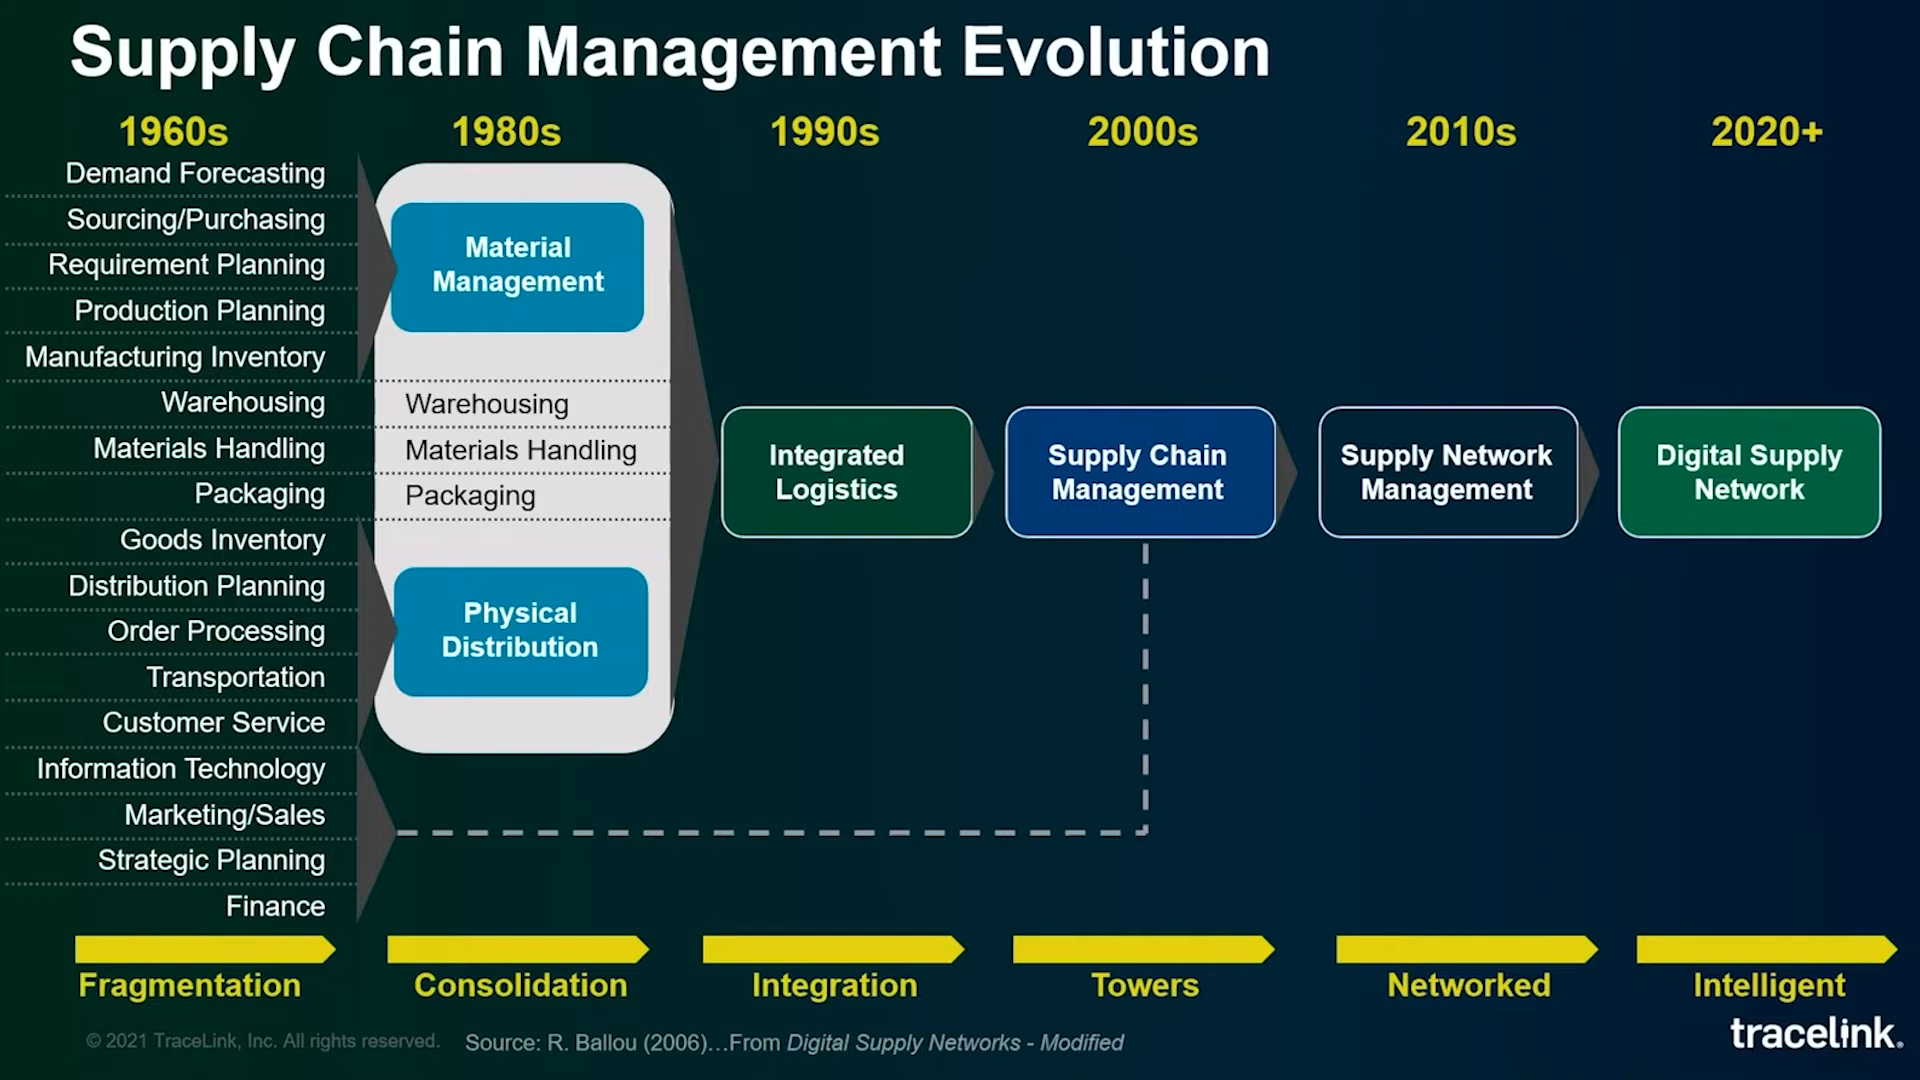 Supply Chain Management Evolution
1960s
1980s
1990s
2000s
2010s
2020+
Demand Forecasting
Sourcing/Purchasing
Requirement Planning
Production Planning
Manufacturing Inventory
Warehousing
Materials Handling
Packaging
Goods Inventory
Distribution Planning
Order Processing
Transportation
Customer Service
Information Technology
Marketing/Sales
Strategic Planning
Finance
Material
Management
Warehousing
Materials Handling
Packaging
Physical
Distribution
Integrated
Logistics
Supply Chain
Management
Supply Network
Management
Digital Supply
Network
Fragmentation
Consolidation
Integration
Towers
Networked
Intelligent
© 2021 TraceLink, Inc. All rights reserved.
Source: R. Ballou (2006)…From Digital Supply Networks - Modified
tracelink.